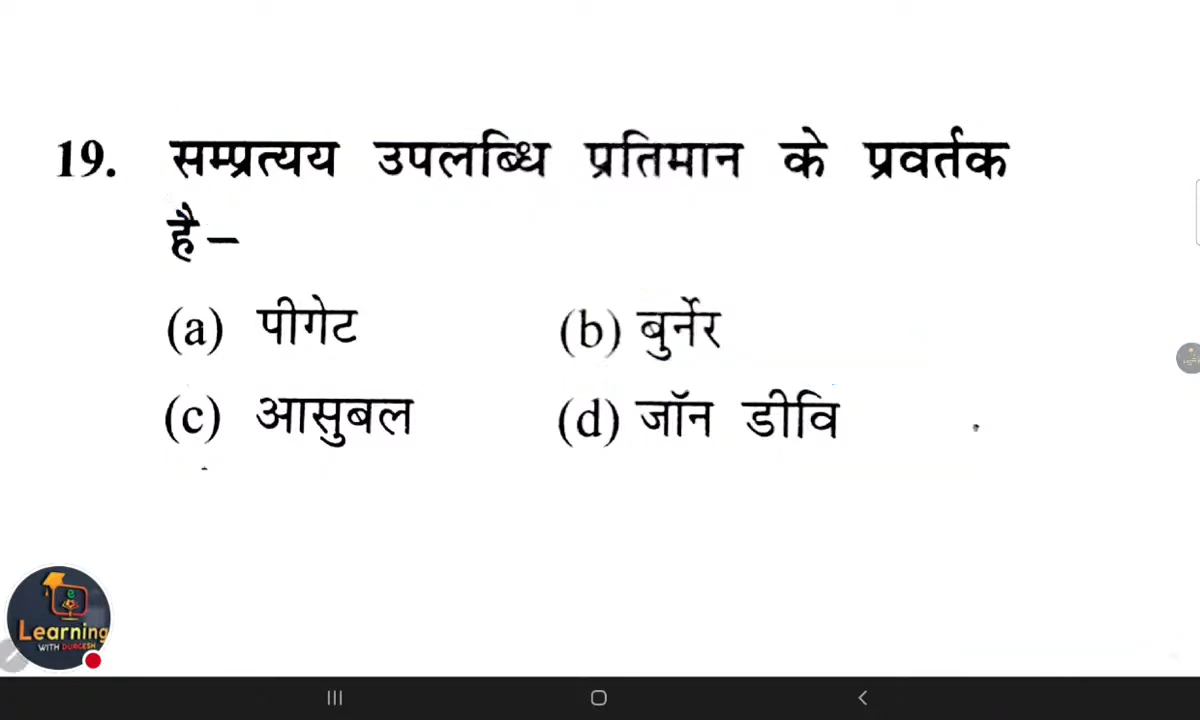 19. सम्प्रत्यय उपलब्धि प्रतिमान के प्रवर्तक
है–
(a) पीगेट (b) बुर्नेर
(c) आसुबल (d) जॉन डीवि
Learning
WITH DURGESH